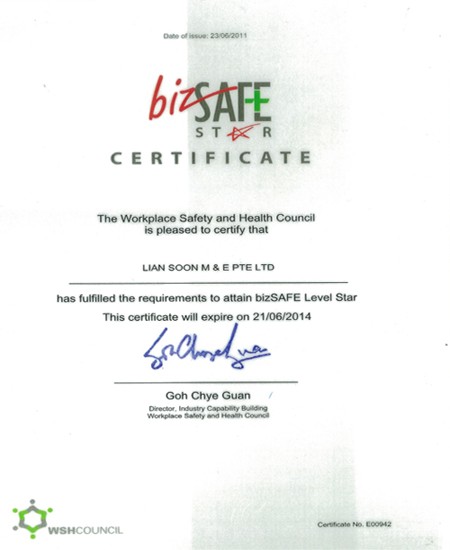 Date of issue: 23/06/2011
bizSAFE
STAR
CERTIFICATE
The Workplace Safety and Health Council
is pleased to certify that
LIAN SOON M & E PTE LTD
has fulfilled the requirements to attain bizSAFE Level Star
This certificate will expire on 21/06/2014
Goh Chye Guan
Goh Chye Guan
Director, Industry Capability Building
Workplace Safety and Health Council
WSHCOUNCIL
Certificate No. E00942